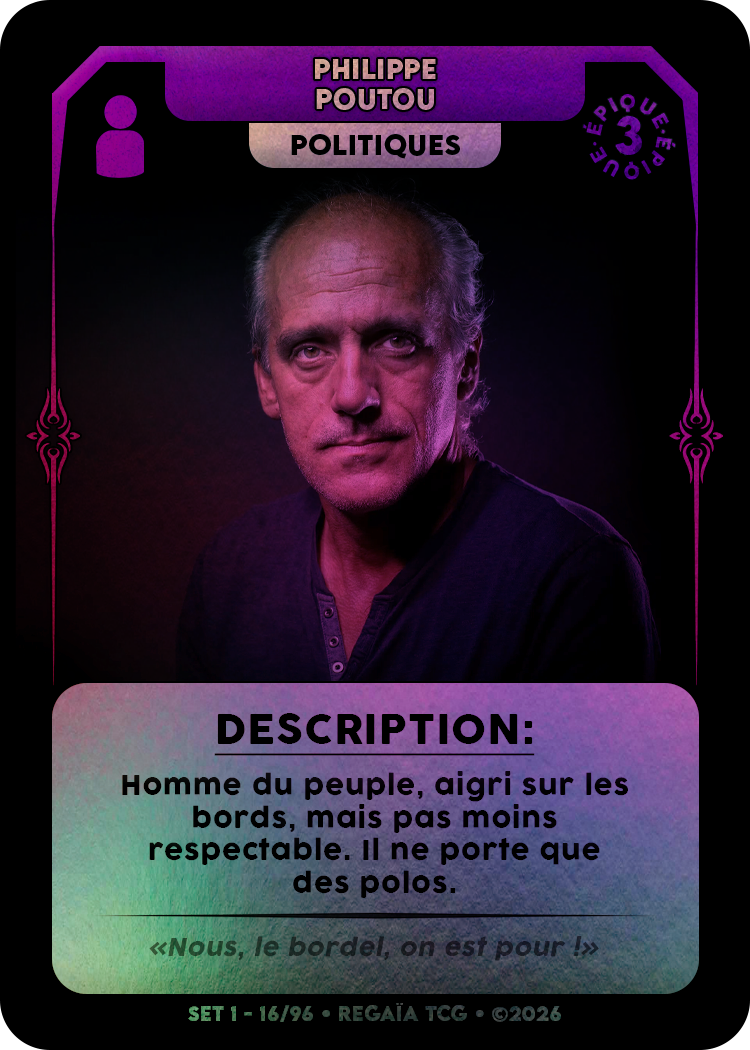 PHILIPPE
POUTOU
POLITIQUES
·ÉPIQUE·ÉPIQUE
3
DESCRIPTION:
Homme du peuple, aigri sur les
bords, mais pas moins
respectable. Il ne porte que
des polos.
«Nous, le bordel, on est pour !»
SET 1 - 16/96 • REGAÏA TCG • ©2026